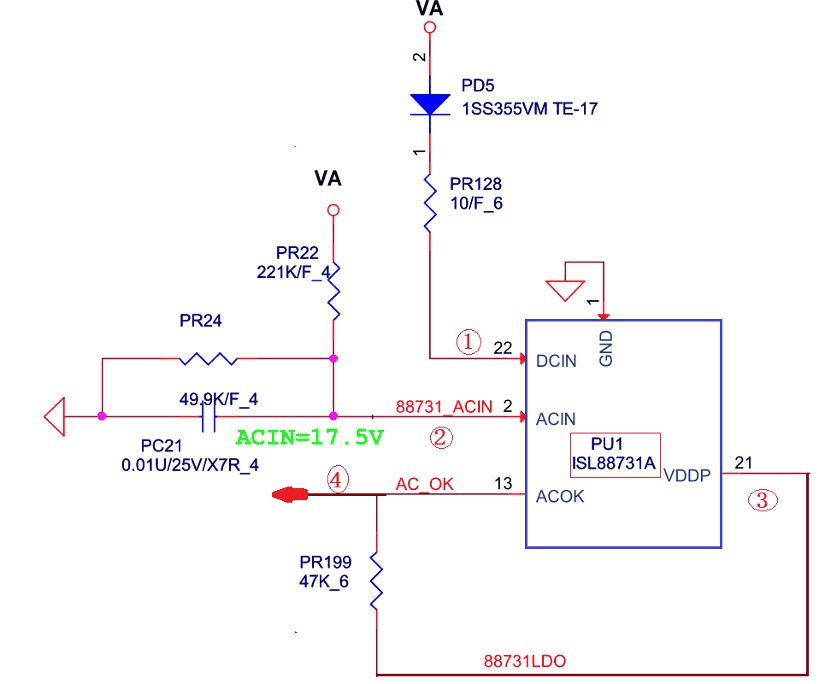 VA
2
PD5
1SS355VM TE-17
1
VA
PR128
10/F_6
PR22
221K/F_4
1
GND
PR24
①
22
DCIN
49.9K/F_4
88731_ACIN
2
ACIN
ACIN=17.5V
②
PC21
0.01U/25V/X7R_4
PU1
ISL88731A
VDDP
21
④
AC_OK
13
ACOK
③
PR199
47K_6
88731LDO